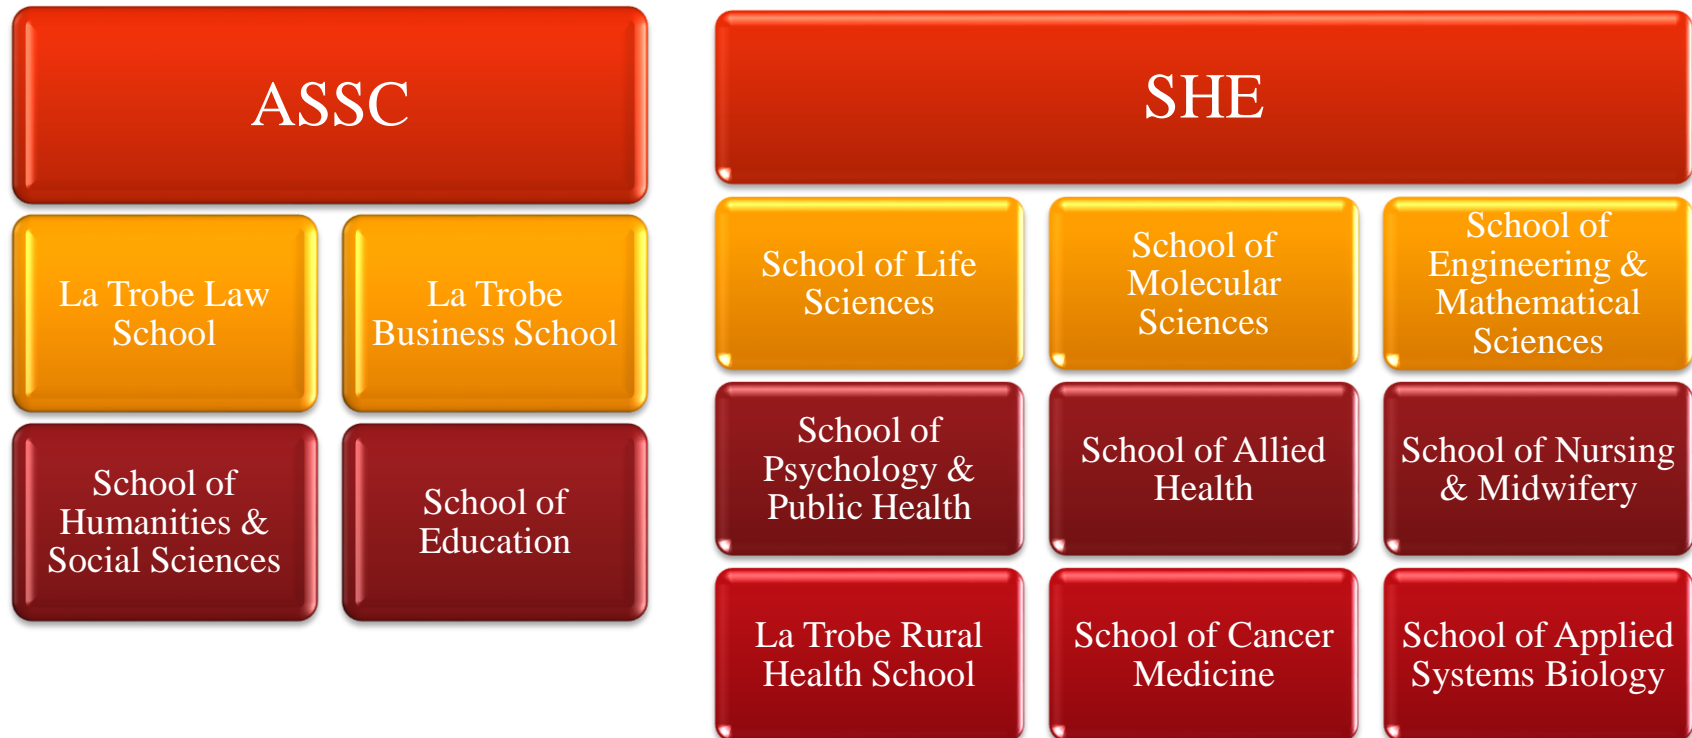 ASSC
La Trobe Law
School
La Trobe
Business School
School of
Humanities &
Social Sciences
School of
Education
SHE
School of Life
Sciences
School of
Molecular
Sciences
School of
Engineering &
Mathematical
Sciences
School of
Psychology &
Public Health
School of Allied
Health
School of Nursing
& Midwifery
La Trobe Rural
Health School
School of Cancer
Medicine
School of Applied
Systems Biology